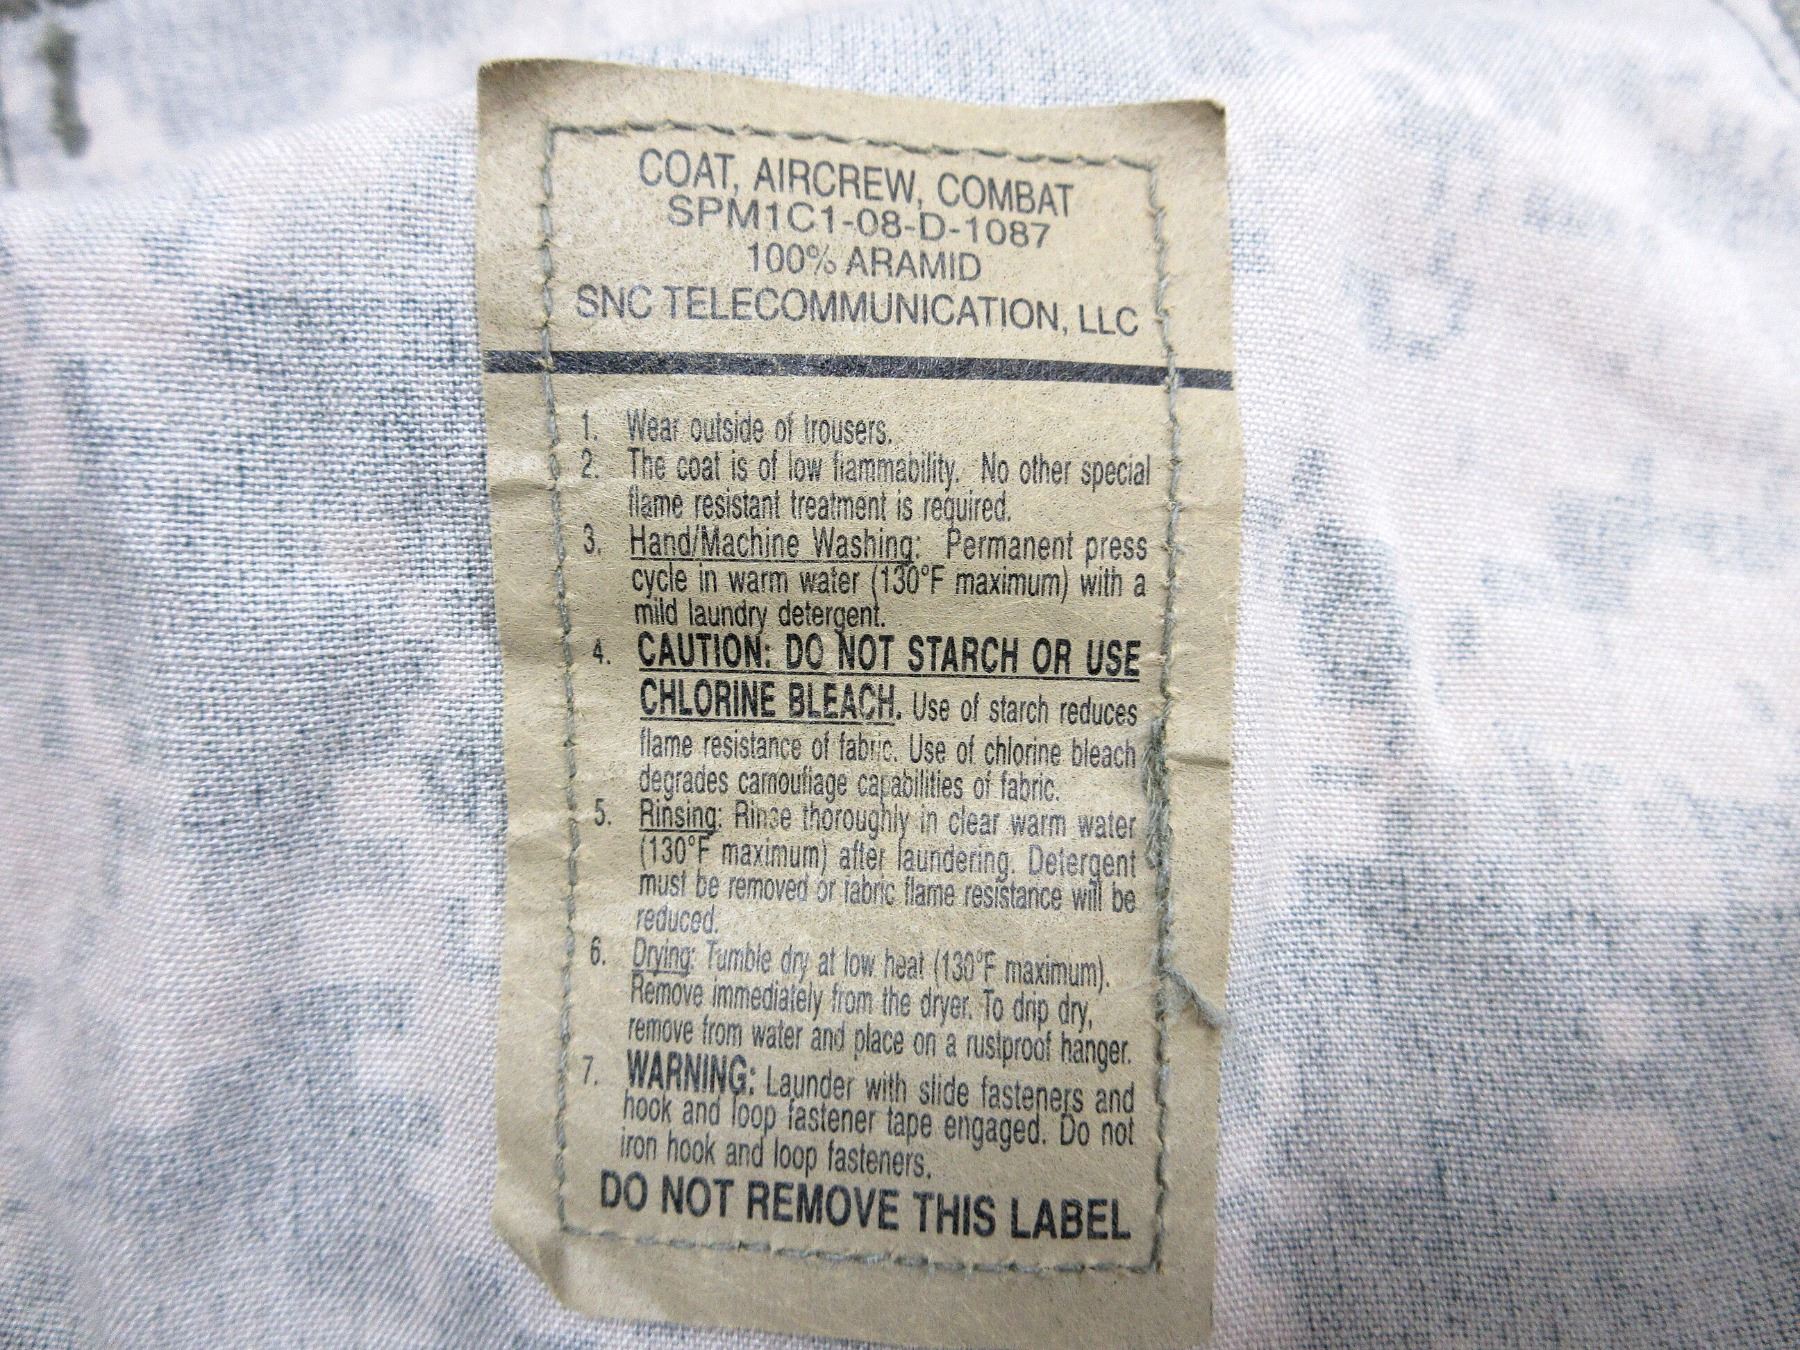 COAT, AIRCREW, COMBAT
SPM1C1-08-D-1087
100% ARAMID
SNC TELECOMMUNICATION, LLC
1. Wear outside of trousers.
2. The coat is of low flammability. No other special
flame resistant treatment is required.
3. Hand/Machine Washing: Permanent press
cycle in warm water (130°F maximum) with a
mild laundry detergent.
4. CAUTION: DO NOT STARCH OR USE
CHLORINE BLEACH. Use of starch reduces
flame resistance of fabric. Use of chlorine bleach
degrades camouflage capabilities of fabric.
5. Rinsing: Rinse thoroughly in clear warm water
(130°F maximum) after laundering. Detergent
must be removed or fabric flame resistance will be
reduced.
6. Drying: Tumble dry at low heat (130°F maximum).
Remove immediately from the dryer. To drip dry,
remove from water and place on a rustproof hanger.
7. WARNING: Launder with slide fasteners and
hook and loop fastener tape engaged. Do not
iron hook and loop fasteners.
DO NOT REMOVE THIS LABEL